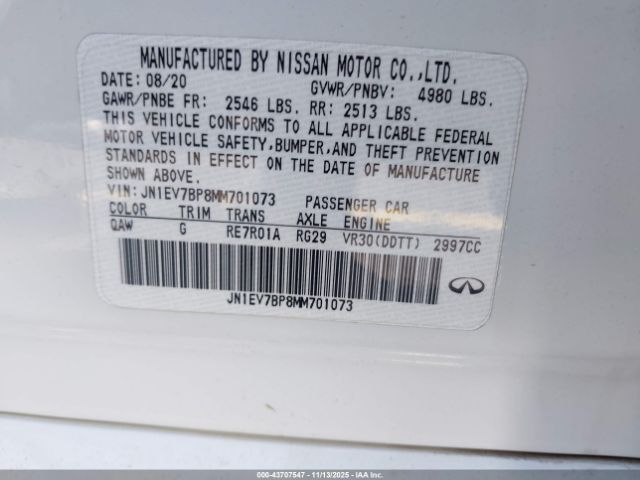 MANUFACTURED BY NISSAN MOTOR CO.,LTD.
DATE: 08/20 GVWR/PNBV: 4980 LBS.
GAWR/PNBE FR: 2546 LBS. RR: 2513 LBS.
THIS VEHICLE CONFORMS TO ALL APPLICABLE FEDERAL
MOTOR VEHICLE SAFETY,BUMPER,AND THEFT PREVENTION
STANDARDS IN EFFECT ON THE DATE OF MANUFACTURE
SHOWN ABOVE.
VIN: JN1EV7BP8MM701073 PASSENGER CAR
COLOR TRIM TRANS AXLE ENGINE
QAW G RE7R01A RG29 VR30(DDTT) 2997CC
JN1EV7BP8MM701073
000-43707547 - 11/13/2025 - IAA Inc.